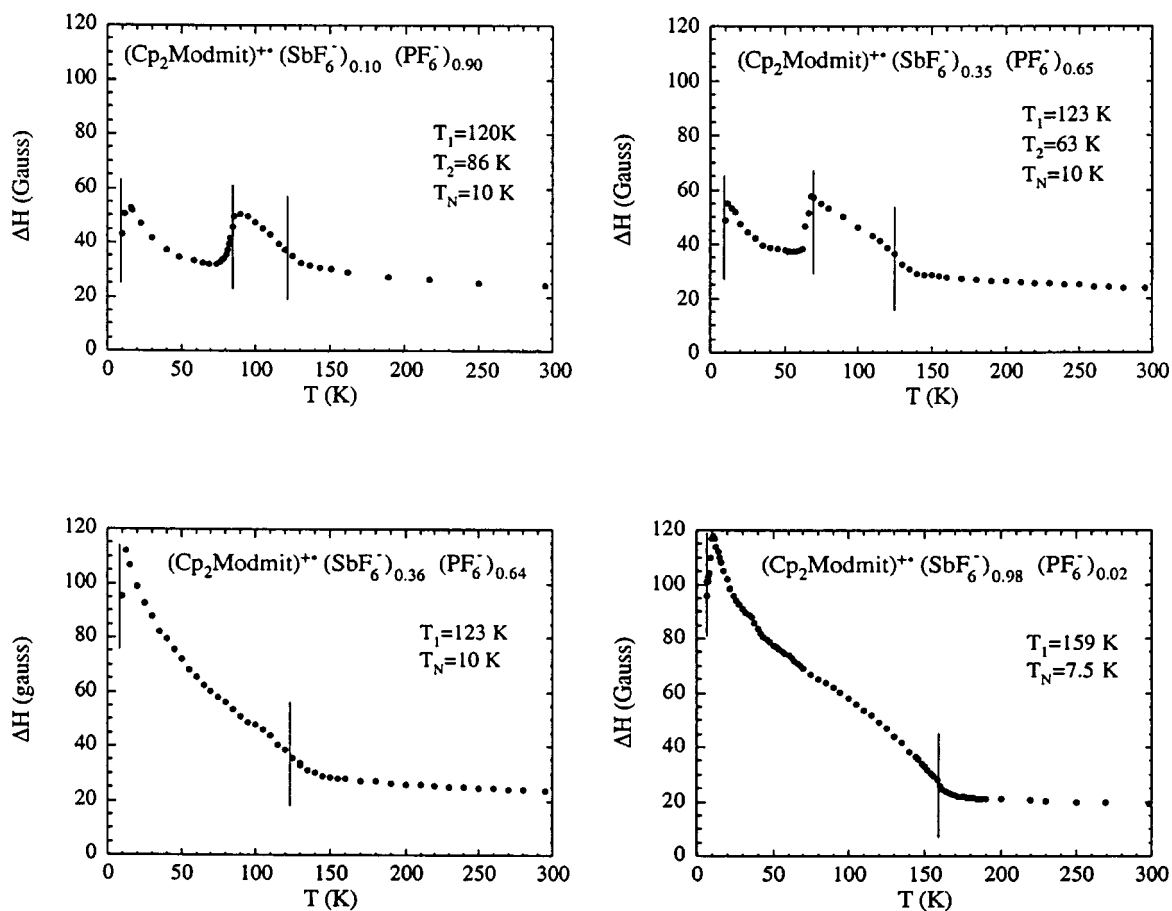 120
100
80
60
40
20
0
ΔH (Gauss)
(Cp₂Modmit)⁺• (SbF₆⁻)₀.₁₀ (PF₆⁻)₀.₉₀
T₁=120K
T₂=86 K
T_N=10 K
0 50 100 150 200 250 300
T (K)
120
100
80
60
40
20
0
ΔH (Gauss)
(Cp₂Modmit)⁺• (SbF₆⁻)₀.₃₅ (PF₆⁻)₀.₆₅
T₁=123 K
T₂=63 K
T_N=10 K
0 50 100 150 200 250 300
T (K)
120
100
80
60
40
20
0
ΔH (gauss)
(Cp₂Modmit)⁺• (SbF₆⁻)₀.₃₆ (PF₆⁻)₀.₆₄
T₁=123 K
T_N=10 K
0 50 100 150 200 250 300
T (K)
120
100
80
60
40
20
0
ΔH (Gauss)
(Cp₂Modmit)⁺• (SbF₆⁻)₀.₉₈ (PF₆⁻)₀.₀₂
T₁=159 K
T_N=7.5 K
0 50 100 150 200 250 300
T (K)